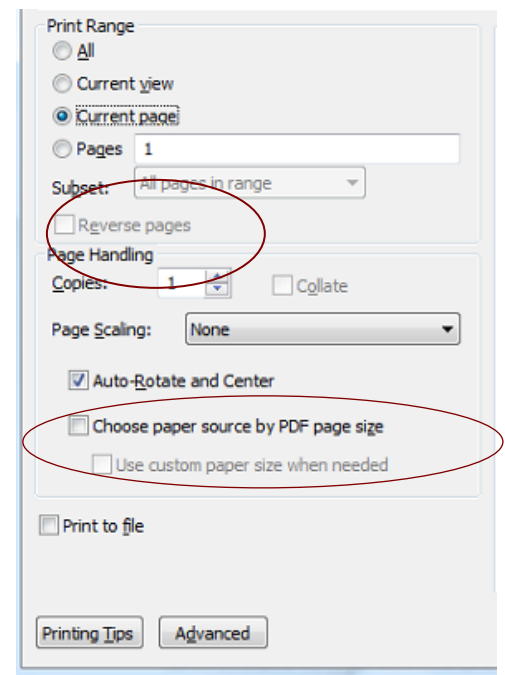 Print Range
All
Current view
Current page
Pages 1
Subset: All pages in range
Reverse pages
Page Handling
Copies: 1 Collate
Page Scaling: None
Auto-Rotate and Center
Choose paper source by PDF page size
Use custom paper size when needed
Print to file
Printing Tips Advanced